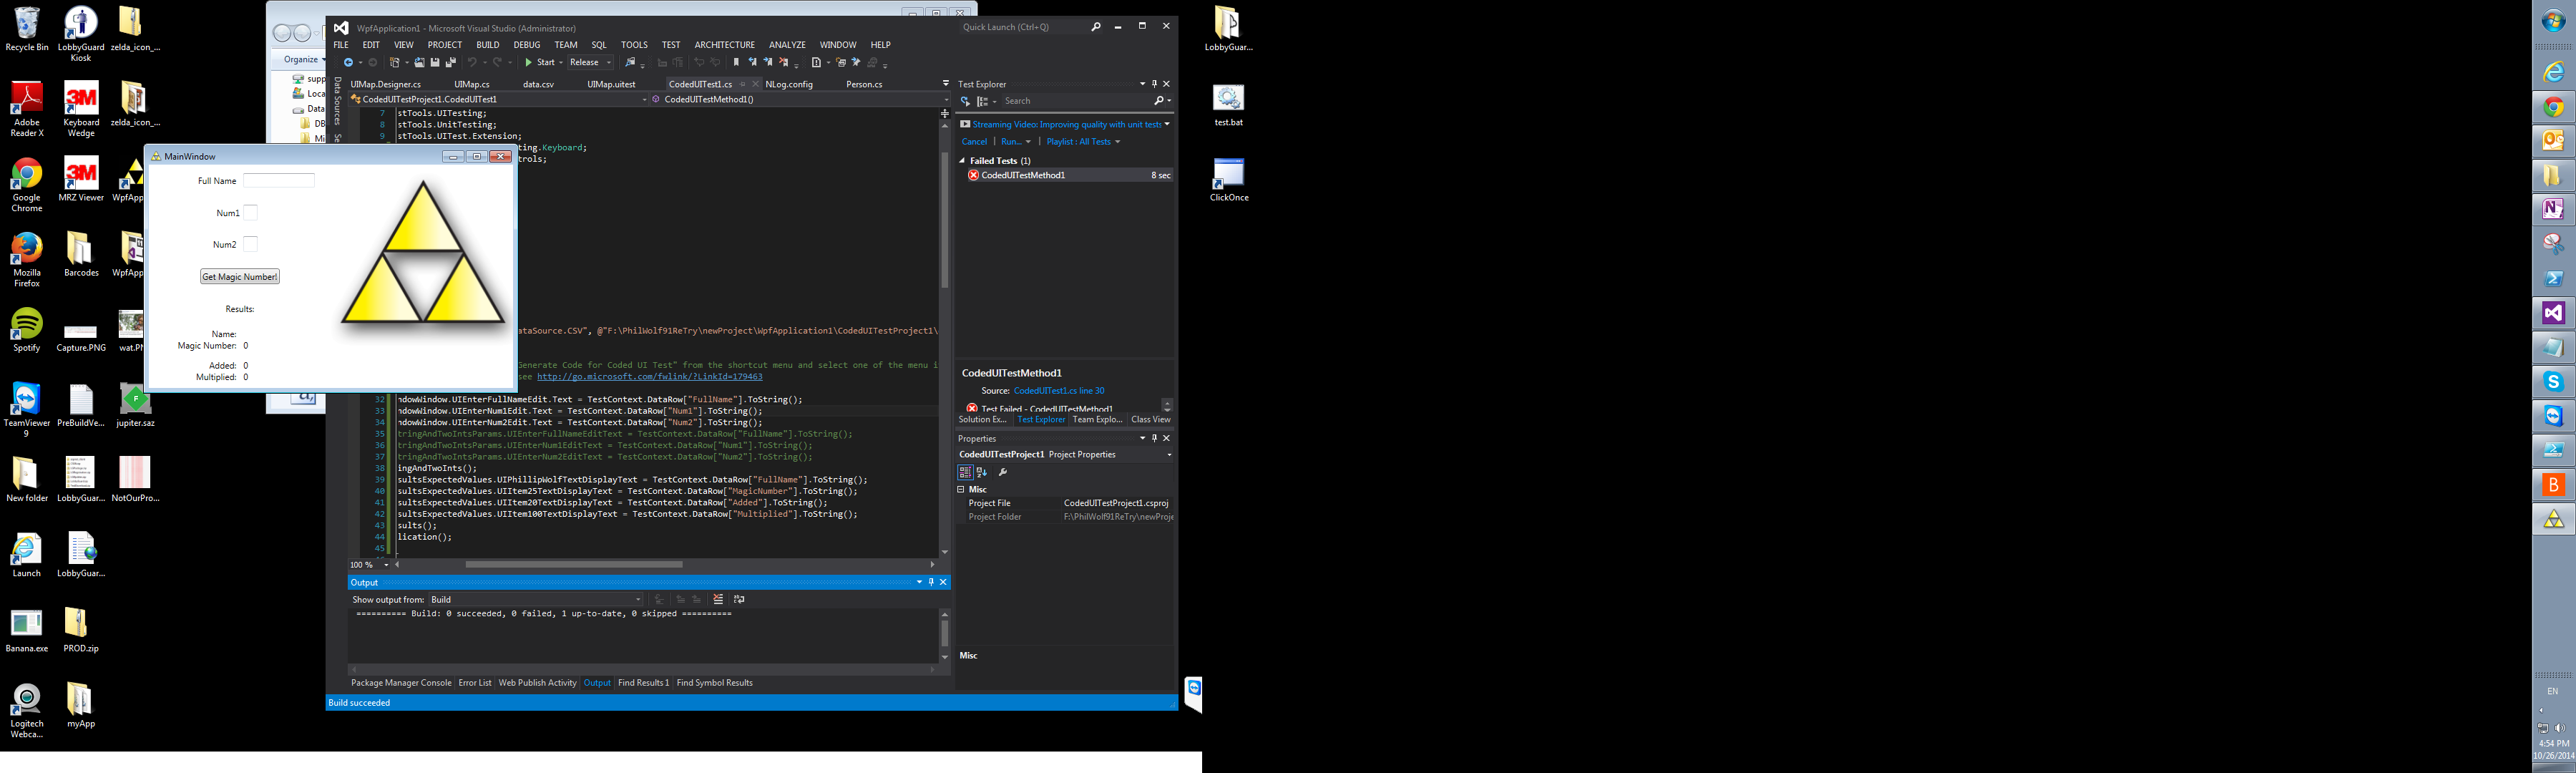 Recycle Bin
LobbyGuard Kiosk
zelda_icon_...
Adobe Reader X
Keyboard Wedge
zelda_icon_...
Google Chrome
MRZ Viewer
WpfApp
Mozilla Firefox
Barcodes
WpfApp
Spotify
Capture.PNG
wat.PN
TeamViewer 9
PreBuildVe...
jupiter.saz
New folder
LobbyGuar...
NotOurPro...
Launch
LobbyGuar...
Banana.exe
PROD.zip
Logitech Webca...
myApp
Organize
supp
Loca
Data
DB
Mi
MainWindow
Full Name
Num1
Num2
Get Magic Number!
Results:
Name:
Magic Number: 0
Added: 0
Multiplied: 0
WpfApplication1 - Microsoft Visual Studio (Administrator)
Quick Launch (Ctrl+Q)
FILE EDIT VIEW PROJECT BUILD DEBUG TEAM SQL TOOLS TEST ARCHITECTURE ANALYZE WINDOW HELP
Start Release
Data Sources Se
UIMap.Designer.cs UIMap.cs data.csv UIMap.uitest CodedUITest1.cs NLog.config Person.cs
CodedUITestProject1.CodedUITest1 CodedUITestMethod1()
7 stTools.UITesting;
8 stTools.UnitTesting;
9 stTools.UITest.Extension;
ting.Keyboard;
trols;
ataSource.CSV", @"F:\PhilWolf91ReTry\newProject\WpfApplication1\CodedUITestProject1\
Generate Code for Coded UI Test" from the shortcut menu and select one of the menu i
see http://go.microsoft.com/fwlink/?LinkId=179463
32 ndowWindow.UIEnterFullNameEdit.Text = TestContext.DataRow["FullName"].ToString();
33 ndowWindow.UIEnterNum1Edit.Text = TestContext.DataRow["Num1"].ToString();
34 ndowWindow.UIEnterNum2Edit.Text = TestContext.DataRow["Num2"].ToString();
35 tringAndTwoIntsParams.UIEnterFullNameEditText = TestContext.DataRow["FullName"].ToString();
36 tringAndTwoIntsParams.UIEnterNum1EditText = TestContext.DataRow["Num1"].ToString();
37 tringAndTwoIntsParams.UIEnterNum2EditText = TestContext.DataRow["Num2"].ToString();
38 ingAndTwoInts();
39 sultsExpectedValues.UIPhillipWolfTextDisplayText = TestContext.DataRow["FullName"].ToString();
40 sultsExpectedValues.UIItem25TextDisplayText = TestContext.DataRow["MagicNumber"].ToString();
41 sultsExpectedValues.UIItem20TextDisplayText = TestContext.DataRow["Added"].ToString();
42 sultsExpectedValues.UIItem100TextDisplayText = TestContext.DataRow["Multiplied"].ToString();
43 sults();
44 lication();
45
100 %
Output
Show output from: Build
========== Build: 0 succeeded, 0 failed, 1 up-to-date, 0 skipped ==========
Package Manager Console Error List Web Publish Activity Output Find Results 1 Find Symbol Results
Build succeeded
Test Explorer
Search
Streaming Video: Improving quality with unit tests
Cancel Run... Playlist : All Tests
Failed Tests (1)
CodedUITestMethod1 8 sec
CodedUITestMethod1
Source: CodedUITest1.cs line 30
Test Failed - CodedUITestMethod1
Solution Ex... Test Explorer Team Explo... Class View
Properties
CodedUITestProject1 Project Properties
Misc
Project File CodedUITestProject1.csproj
Project Folder F:\PhilWolf91ReTry\newProje
Misc
LobbyGuar...
test.bat
ClickOnce
EN
4:54 PM
10/26/2014